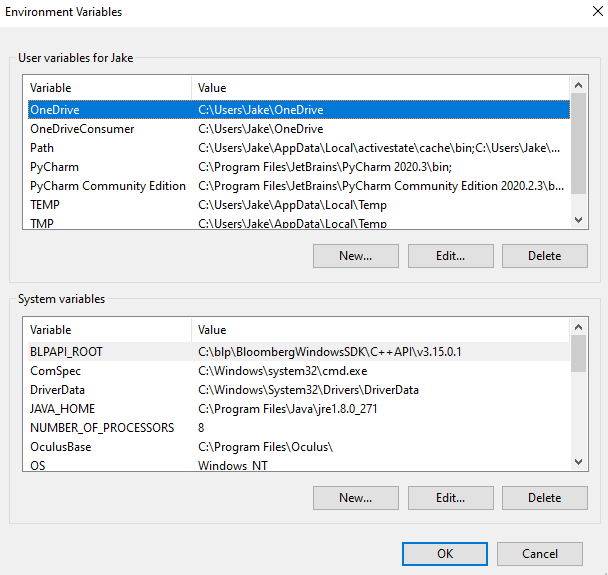 Environment Variables
User variables for Jake
Variable Value
OneDrive C:\Users\Jake\OneDrive
OneDriveConsumer C:\Users\Jake\OneDrive
Path C:\Users\Jake\AppData\Local\activestate\cache\bin;C:\Users\Jake\...
PyCharm C:\Program Files\JetBrains\PyCharm 2020.3\bin;
PyCharm Community Edition C:\Program Files\JetBrains\PyCharm Community Edition 2020.2.3\b...
TEMP C:\Users\Jake\AppData\Local\Temp
TMP C:\Users\Jake\AppData\Local\Temp
New... Edit... Delete
System variables
Variable Value
BLPAPI_ROOT C:\blp\BloombergWindowsSDK\C++API\v3.15.0.1
ComSpec C:\Windows\system32\cmd.exe
DriverData C:\Windows\System32\Drivers\DriverData
JAVA_HOME C:\Program Files\Java\jre1.8.0_271
NUMBER_OF_PROCESSORS 8
OculusBase C:\Program Files\Oculus\
OS Windows_NT
New... Edit... Delete
OK Cancel